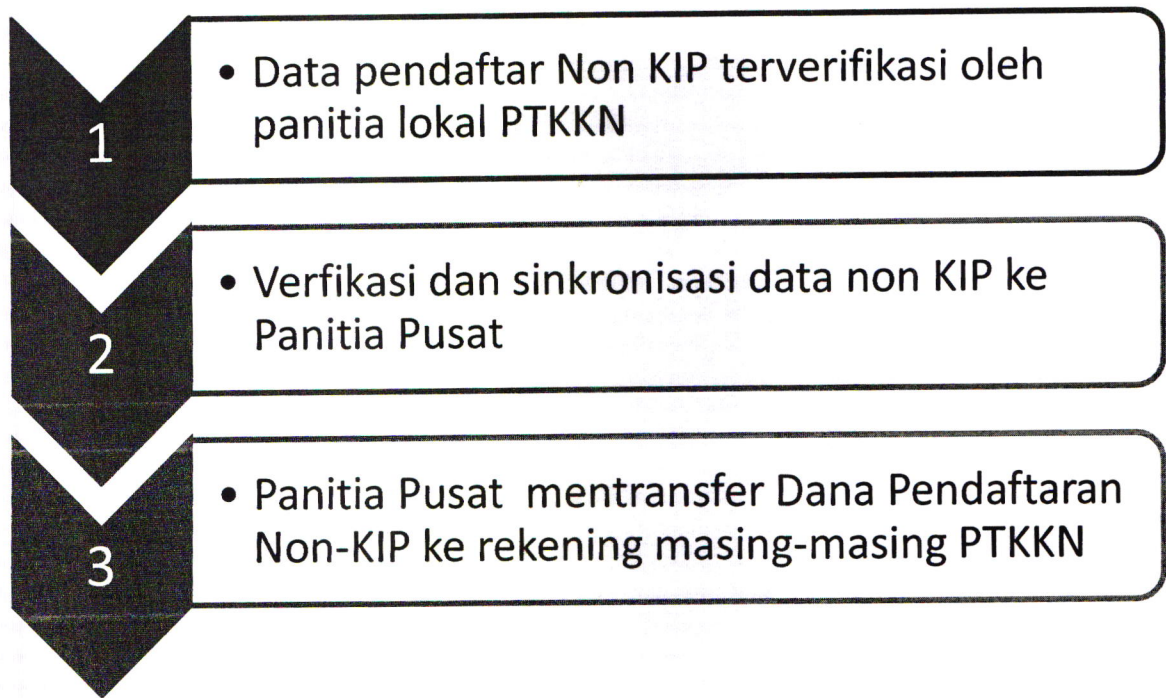 1
• Data pendaftar Non KIP terverifikasi oleh
panitia lokal PTKKN
2
• Verfikasi dan sinkronisasi data non KIP ke
Panitia Pusat
3
• Panitia Pusat mentransfer Dana Pendaftaran
Non-KIP ke rekening masing-masing PTKKN